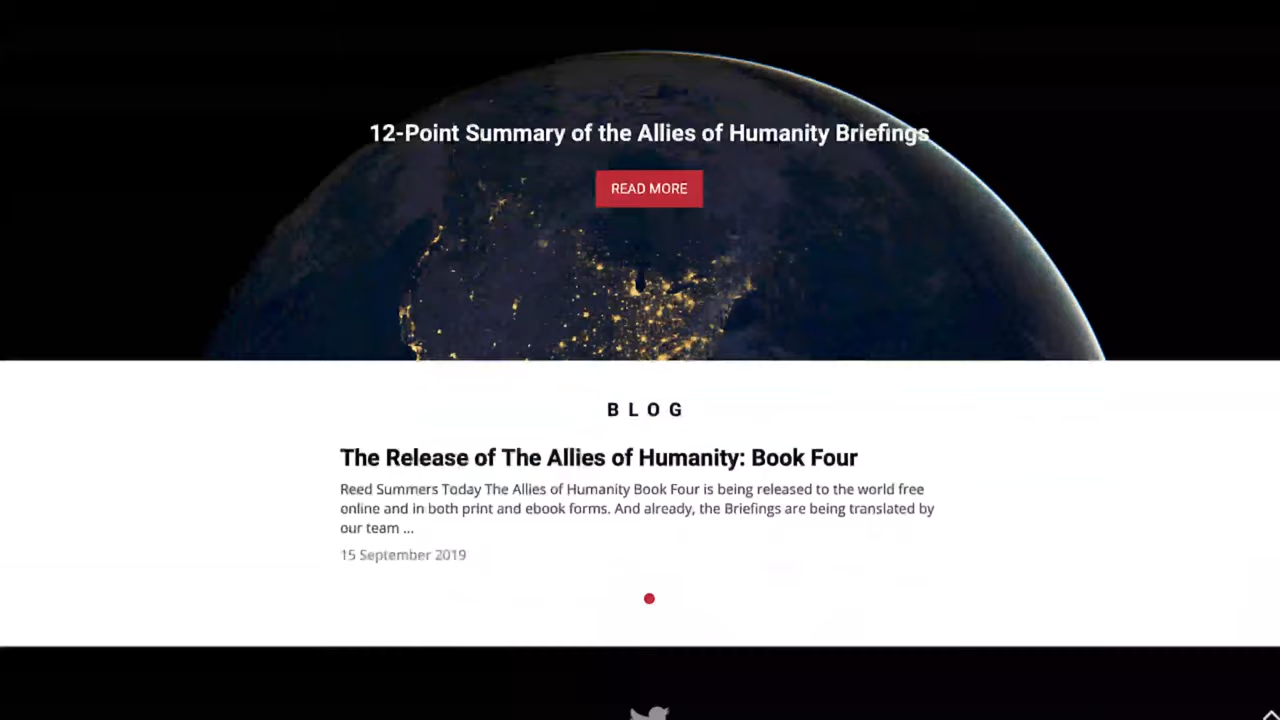 12-Point Summary of the Allies of Humanity Briefings
READ MORE
BLOG
The Release of The Allies of Humanity: Book Four
Reed Summers Today The Allies of Humanity Book Four is being released to the world free
online and in both print and ebook forms. And already, the Briefings are being translated by
our team ...
15 September 2019